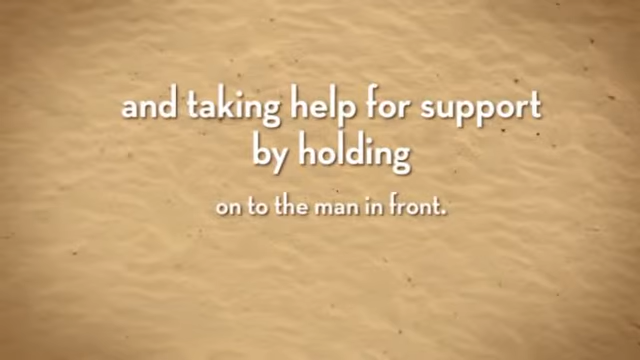 and taking help for support
by holding
on to the man in front.